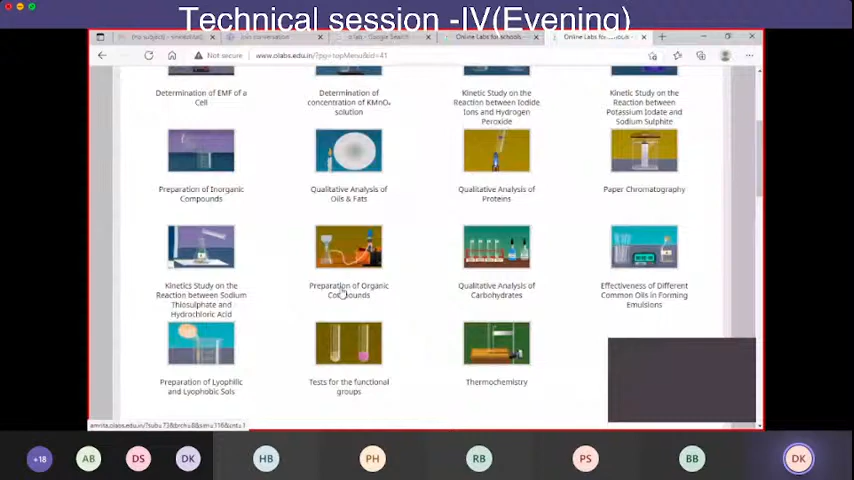 Technical session -IV(Evening)
Online Labs for schools
Not secure www.olabs.edu.in/?pg=topMenu&id=41
Determination of EMF of a
Cell
Determination of
concentration of KMnO₄
solution
Kinetic Study on the
Reaction between Iodide
Ions and Hydrogen
Peroxide
Kinetic Study on the
Reaction between
Potassium Iodate and
Sodium Sulphite
Preparation of Inorganic
Compounds
Qualitative Analysis of
Oils & Fats
Qualitative Analysis of
Proteins
Paper Chromatography
Kinetics Study on the
Reaction between Sodium
Thiosulphate and
Hydrochloric Acid
Preparation of Organic
Compounds
Qualitative Analysis of
Carbohydrates
Effectiveness of Different
Common Oils in Forming
Emulsions
Preparation of Lyophilic
and Lyophobic Sols
Tests for the functional
groups
Thermochemistry
+18
AB
DS
DK
HB
PH
RB
PS
BB
DK